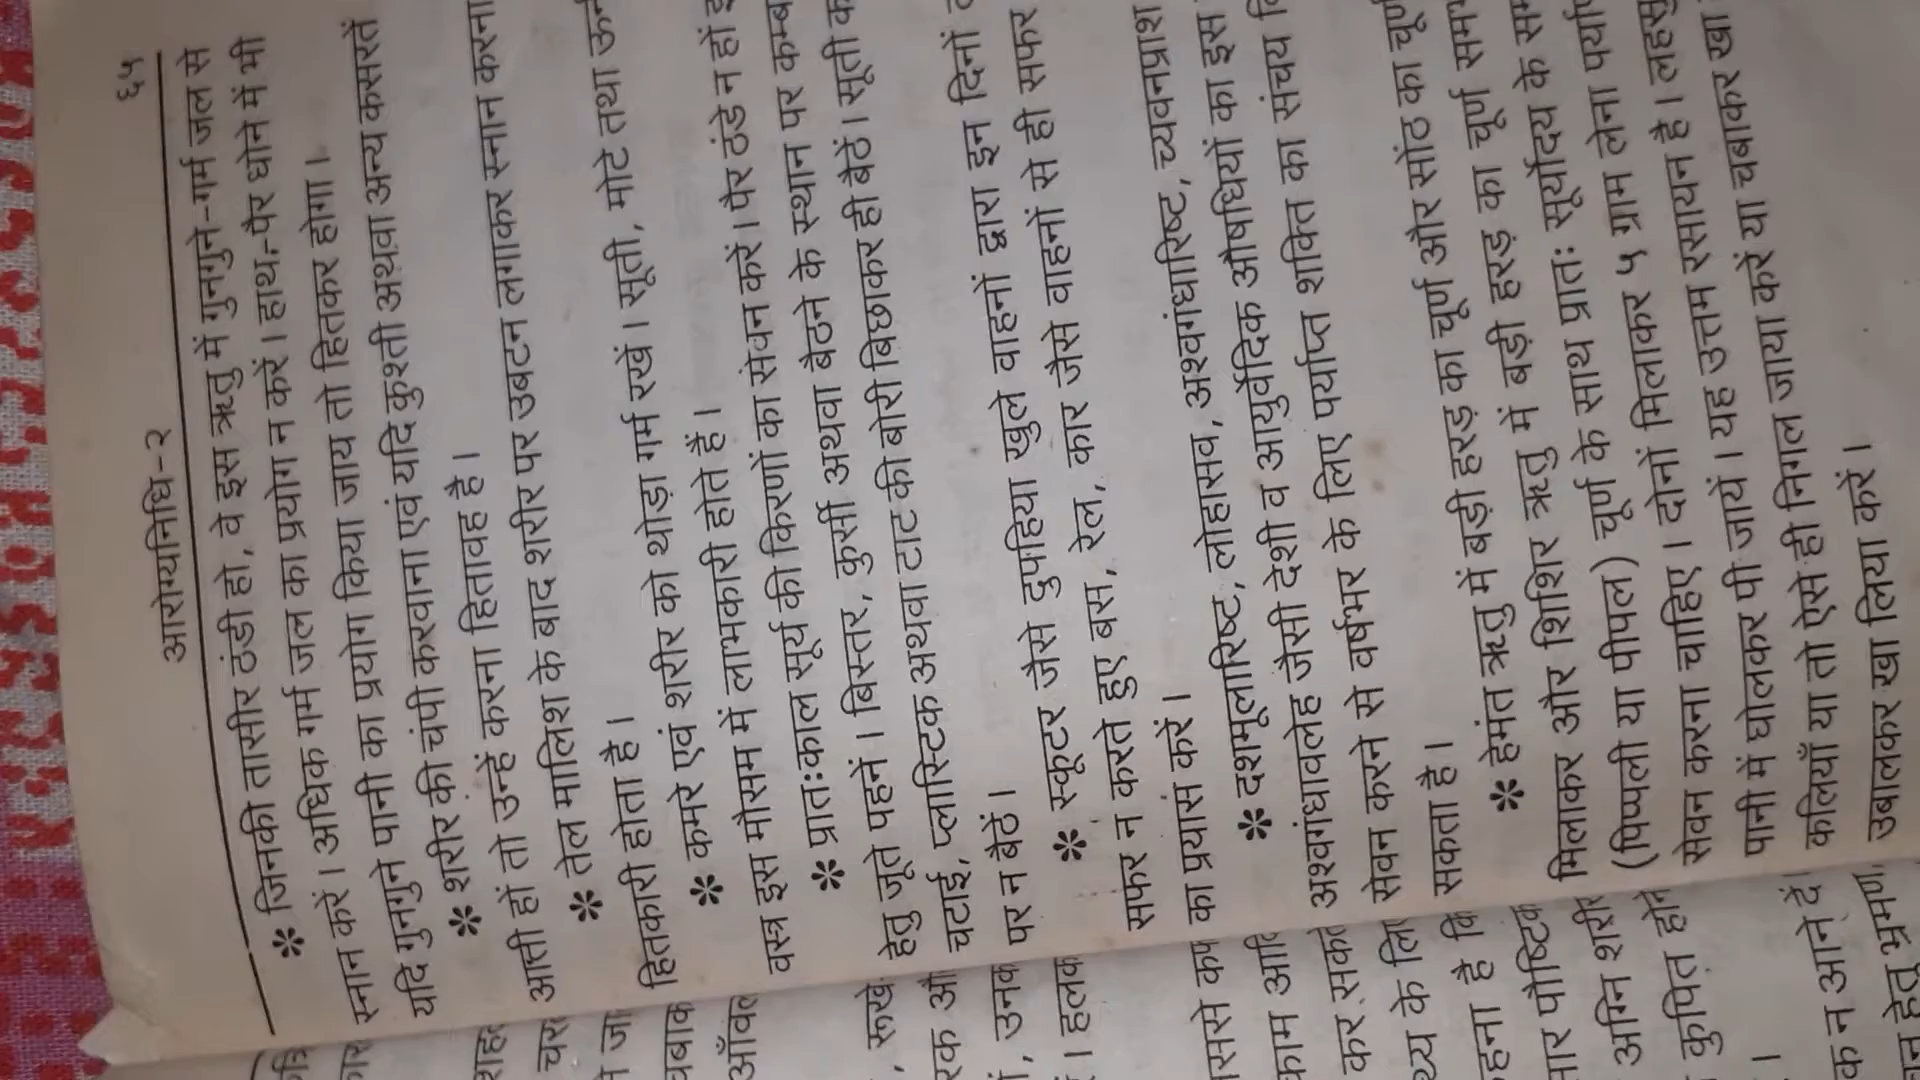 आरोग्यनिधि-२ ६५
* जिनकी तासीर ठंडी हो, वे इस ऋतु में गुनगुने-गर्म जल से
स्नान करें। अधिक गर्म जल का प्रयोग न करें। हाथ-पैर धोने में भी
यदि गुनगुने पानी का प्रयोग किया जाय तो हितकर होगा।
* शरीर की चंपी करवाना एवं यदि कुश्ती अथवा अन्य कसरतें
आती हों तो उन्हें करना हितावह है।
* तेल मालिश के बाद शरीर पर उबटन लगाकर स्नान करना
हितकारी होता है।
* कमरे एवं शरीर को थोड़ा गर्म रखें। सूती, मोटे तथा
वस्त्र इस मौसम में लाभकारी होते हैं।
* प्रातःकाल सूर्य की किरणों का सेवन करें। पैर ठंडे न हों
हेतु जूते पहनें। बिस्तर, कुर्सी अथवा बैठने के स्थान पर
चटाई, प्लास्टिक अथवा टाट की बोरी बिछाकर ही बैठें। सूती
पर न बैठें।
* स्कूटर जैसे दुपहिया खुले वाहनों द्वारा इन दिनों
सफर न करते हुए बस, रेल, कार जैसे वाहनों से ही सफर
का प्रयास करें।
* दशमूलारिष्ट, लोहासव, अश्वगंधारिष्ट, च्यवनप्राश
अश्वगंधावलेह जैसी देशी व आयुर्वेदिक औषधियों का इस
सेवन करने से वर्षभर के लिए पर्याप्त शक्ति का संचय
सकता है।
* हेमंत ऋतु में बड़ी हरड़ का चूर्ण और सोंठ का
मिलाकर और शिशिर ऋतु में बड़ी हरड़ का चूर्ण
(पिप्पली या पीपल) चूर्ण के साथ प्रातः सूर्योदय के
सेवन करना चाहिए। दोनों मिलाकर ५ ग्राम लेना
पानी में घोलकर पी जायें। यह उत्तम रसायन है।
कलियाँ या तो ऐसे ही निगल जाया करें या चबाकर
उबालकर खा लिया करें।